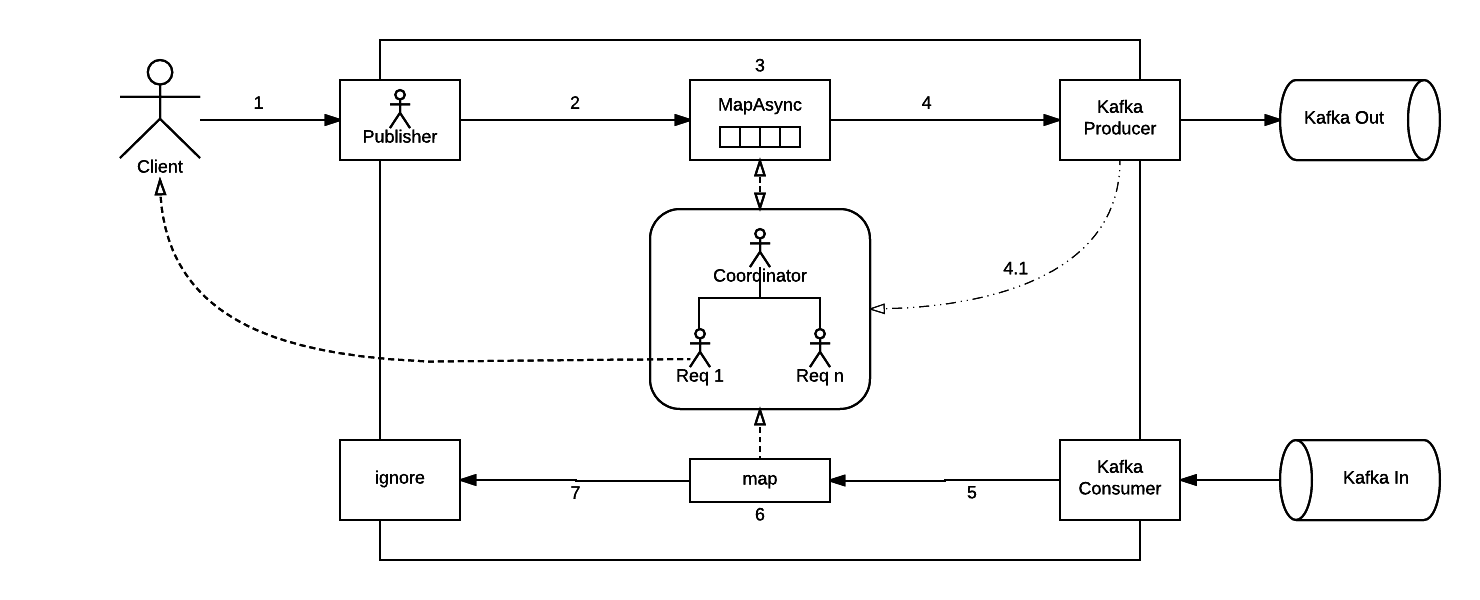 3
1
2
4
MapAsync
Kafka
Producer
Publisher
Kafka Out
Client
Coordinator
4.1
Req 1
Req n
ignore
map
Kafka
Consumer
Kafka In
7
5
6